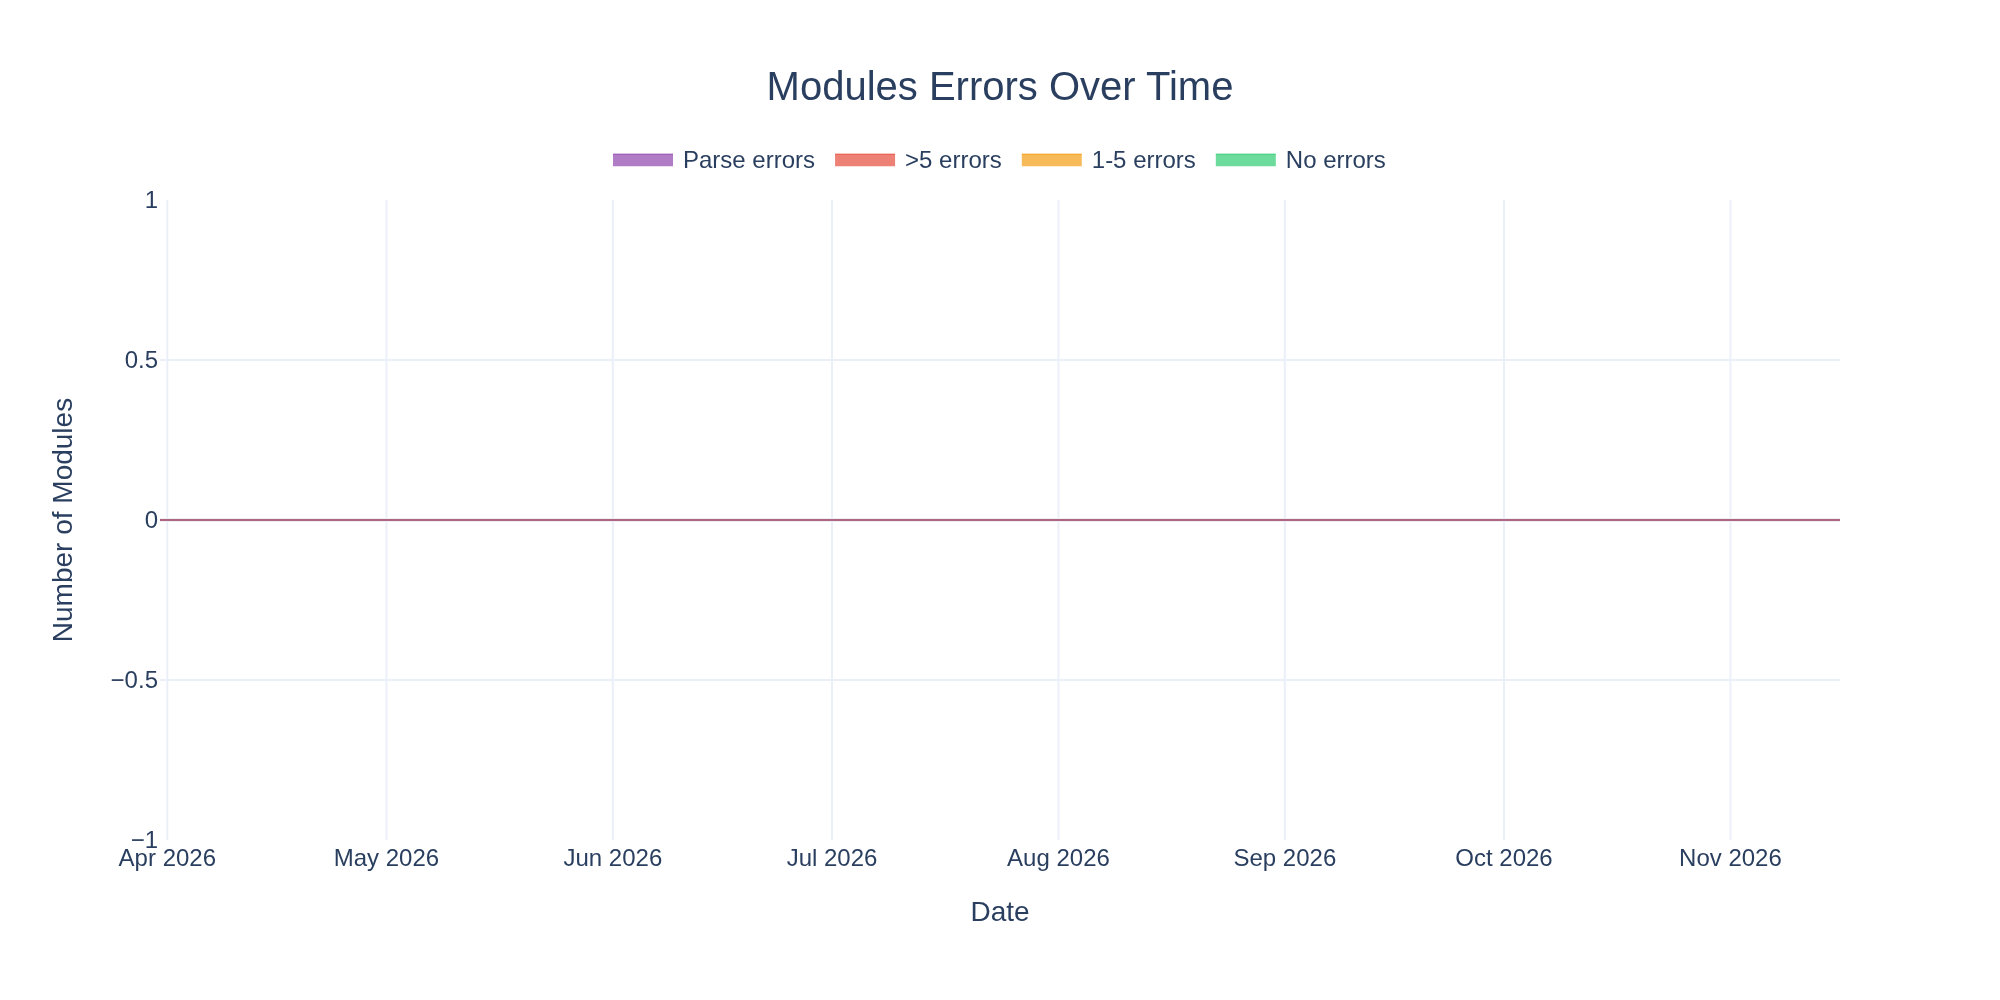 Modules Errors Over Time
Parse errors >5 errors 1-5 errors No errors
1
0.5
0
−0.5
−1
Number of Modules
Apr 2026 May 2026 Jun 2026 Jul 2026 Aug 2026 Sep 2026 Oct 2026 Nov 2026
Date